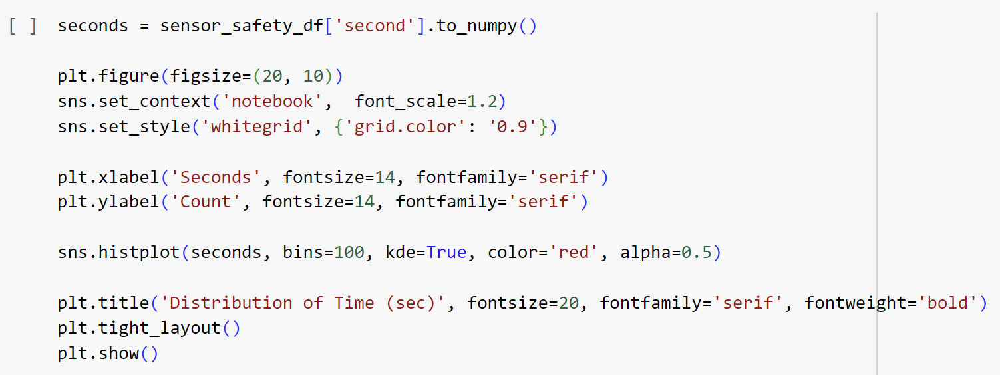 [ ] seconds = sensor_safety_df['second'].to_numpy()
plt.figure(figsize=(20, 10))
sns.set_context('notebook',  font_scale=1.2)
sns.set_style('whitegrid', {'grid.color': '0.9'})
plt.xlabel('Seconds', fontsize=14, fontfamily='serif')
plt.ylabel('Count', fontsize=14, fontfamily='serif')
sns.histplot(seconds, bins=100, kde=True, color='red', alpha=0.5)
plt.title('Distribution of Time (sec)', fontsize=20, fontfamily='serif', fontweight='bold')
plt.tight_layout()
plt.show()